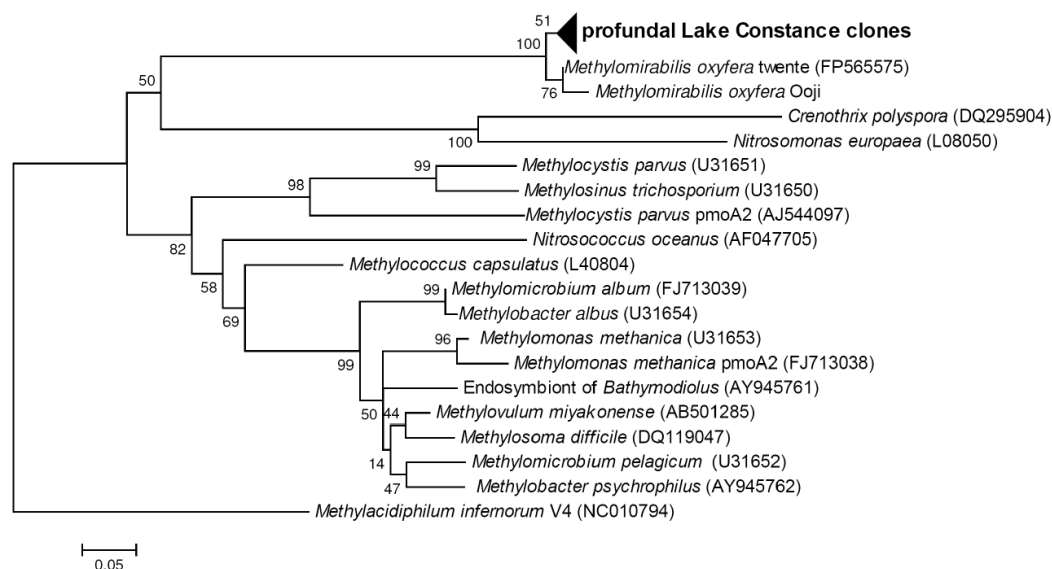 51
profundal Lake Constance clones
100
Methylomirabilis oxyfera twente (FP565575)
50
76
Methylomirabilis oxyfera Ooji
Crenothrix polyspora (DQ295904)
100
Nitrosomonas europaea (L08050)
99
Methylocystis parvus (U31651)
98
Methylosinus trichosporium (U31650)
Methylocystis parvus pmoA2 (AJ544097)
82
Nitrosococcus oceanus (AF047705)
Methylococcus capsulatus (L40804)
58
99
Methylomicrobium album (FJ713039)
Methylobacter albus (U31654)
69
96
Methylomonas methanica (U31653)
99
Methylomonas methanica pmoA2 (FJ713038)
Endosymbiont of Bathymodiolus (AY945761)
50
44
Methylovulum miyakonense (AB501285)
Methylosoma difficile (DQ119047)
14
Methylomicrobium pelagicum (U31652)
47
Methylobacter psychrophilus (AY945762)
Methylacidiphilum infernorum V4 (NC010794)
0.05